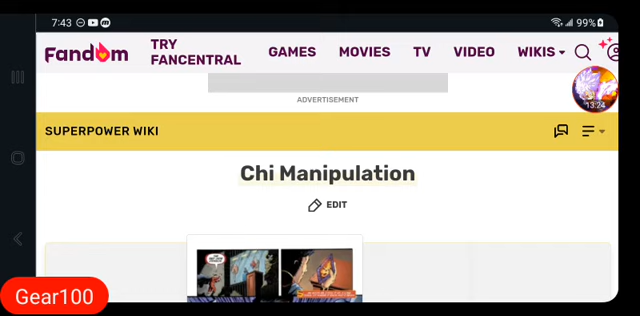 7:43
99%
Fandom
TRY FANCENTRAL
GAMES
MOVIES
TV
VIDEO
WIKIS
13:24
ADVERTISEMENT
SUPERPOWER WIKI
Chi Manipulation
EDIT
Gear100